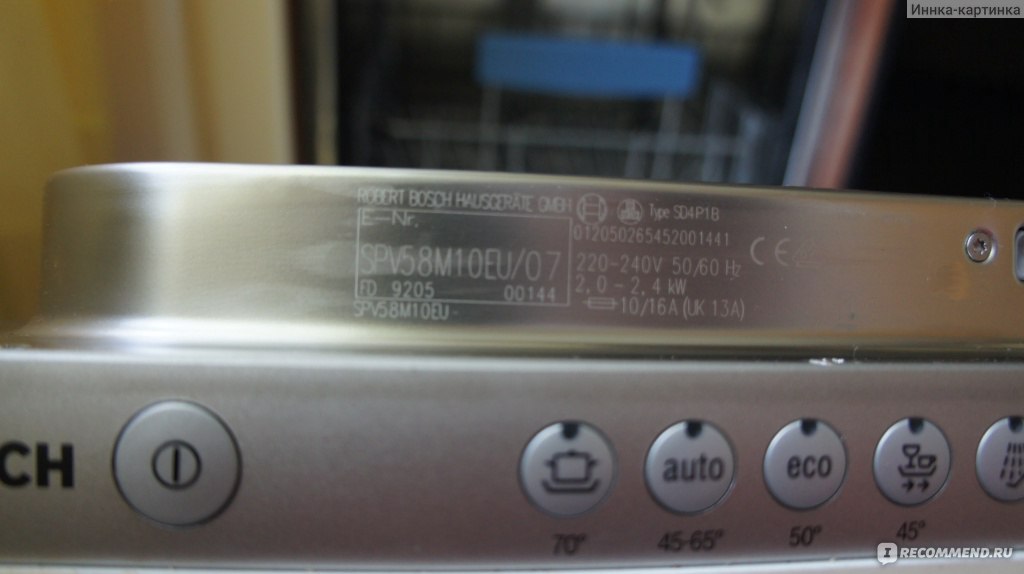 Иннка-картинка
ROBERT BOSCH HAUSGERÄTE GMBH
Type SD4P1B
E-Nr.
012050265452001441
SPV58M10EU/07
CE
220-240V 50/60 Hz
2,0-2,4 kW
FD 9205 00144
10/16A (UK 13A)
SPV58M10EU
CH
auto
eco
70° 45-65° 50° 45°
IRECOMMEND.RU